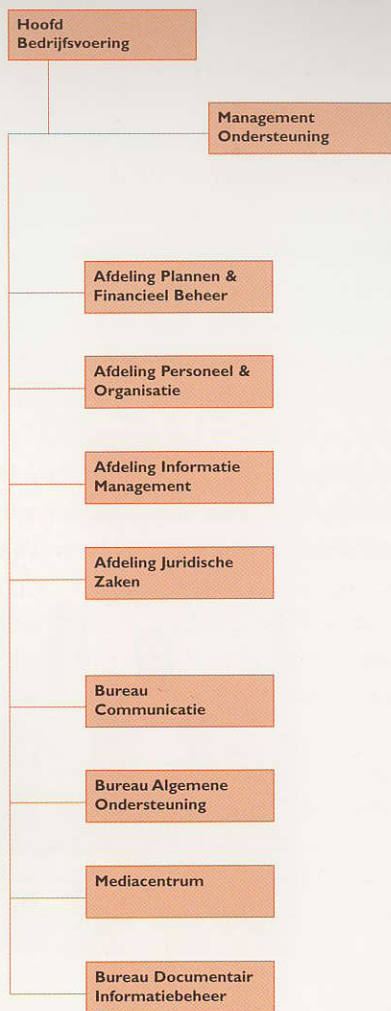 Hoofd
Bedrijfsvoering
Management
Ondersteuning
Afdeling Plannen &
Financieel Beheer
Afdeling Personeel &
Organisatie
Afdeling Informatie
Management
Afdeling Juridische
Zaken
Bureau
Communicatie
Bureau Algemene
Ondersteuning
Mediacentrum
Bureau Documentair
Informatiebeheer